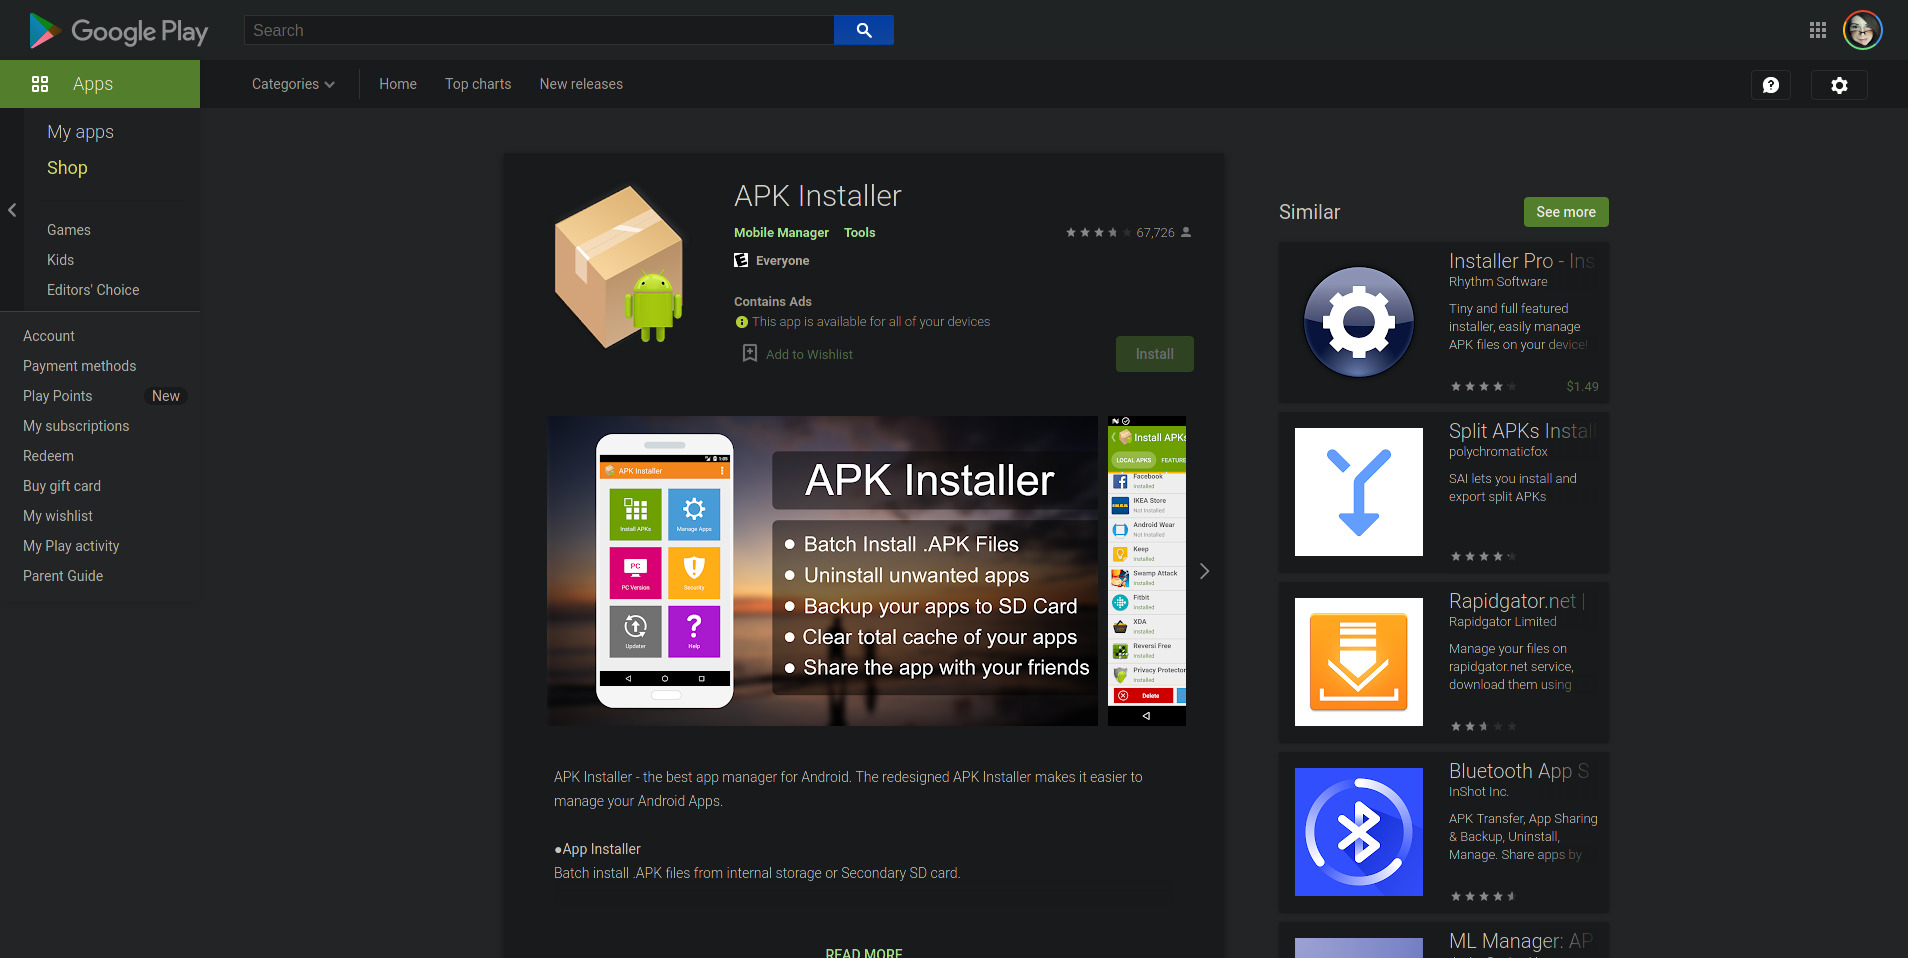 Google Play
Search
Apps
Categories
Home
Top charts
New releases
My apps
Shop
Games
Kids
Editors' Choice
Account
Payment methods
Play Points New
My subscriptions
Redeem
Buy gift card
My wishlist
My Play activity
Parent Guide
APK Installer
Mobile Manager Tools
67,726
Everyone
Contains Ads
This app is available for all of your devices
Add to Wishlist
Install
APK Installer
Install APKs
Manage Apps
PC
PC Version
Security
Updater
Help
APK Installer
• Batch Install .APK Files
• Uninstall unwanted apps
• Backup your apps to SD Card
• Clear total cache of your apps
• Share the app with your friends
Install APKs
LOCAL APKS FEATURE
Facebook
Installed
IKEA Store
Not Installed
Android Wear
Not Installed
Keep
Installed
Swamp Attack
Installed
Fitbit
Installed
XDA
Installed
Reversi Free
Installed
Privacy Protector
Installed
Delete
APK Installer - the best app manager for Android. The redesigned APK Installer makes it easier to
manage your Android Apps.
●App Installer
Batch install .APK files from internal storage or Secondary SD card.
READ MORE
Similar
See more
Installer Pro - Ins
Rhythm Software
Tiny and full featured
installer, easily manage
APK files on your device!
$1.49
Split APKs Instal
polychromaticfox
SAI lets you install and
export split APKs
Rapidgator.net |
Rapidgator Limited
Manage your files on
rapidgator.net service,
download them using
Bluetooth App S
InShot Inc.
APK Transfer, App Sharing
& Backup, Uninstall,
Manage. Share apps by
ML Manager: AP